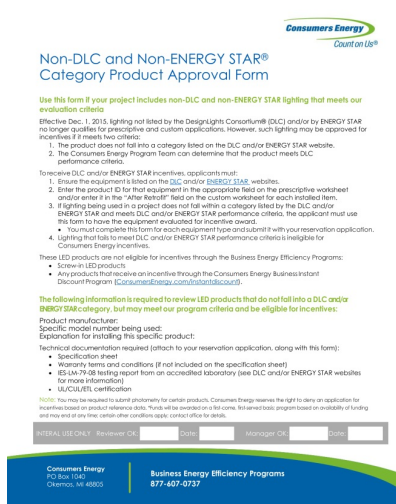 Consumers Energy
Count on Us®
Non-DLC and Non-ENERGY STAR®
Category Product Approval Form
Use this form if your project includes non-DLC and non-ENERGY STAR lighting that meets our
evaluation criteria
Effective Dec. 1, 2015, lighting not listed by the DesignLights Consortium® (DLC) and/or by ENERGY STAR
no longer qualifies for prescriptive and custom applications. However, such lighting may be approved for
incentives if it meets two criteria:
1. The product does not fall into a category listed on the DLC and/or ENERGY STAR website.
2. The Consumers Energy Program Team can determine that the product meets DLC
performance criteria.
To receive DLC and/or ENERGY STAR incentives, applicants must:
1. Ensure the equipment is listed on the DLC and/or ENERGY STAR websites.
2. Enter the product ID for that equipment in the appropriate field on the prescriptive worksheet
and/or enter it in the "After Retrofit" field on the custom worksheet for each installed item.
3. If lighting being used in a project does not fall within a category listed by the DLC and/or
ENERGY STAR and meets DLC and/or ENERGY STAR performance criteria, the applicant must use
this form to have the equipment evaluated for incentive award.
• You must complete this form for each equipment type and submit it with your reservation application.
4. Lighting that fails to meet DLC and/or ENERGY STAR performance criteria is ineligible for
Consumers Energy incentives.
These LED products are not eligible for incentives through the Business Energy Efficiency Programs:
• Screw-in LED products
• Any products that receive an incentive through the Consumers Energy Business Instant
Discount Program (ConsumersEnergy.com/instantdiscount).
The following information is required to review LED products that do not fall into a DLC and/or
ENERGY STAR category, but may meet our program criteria and be eligible for incentives:
Product manufacturer:
Specific model number being used:
Explanation for installing this specific product:
Technical documentation required (attach to your reservation application, along with this form):
• Specification sheet
• Warranty terms and conditions (if not included on the specification sheet)
• IES-LM-79-08 testing report from an accredited laboratory (see DLC and/or ENERGY STAR websites
for more information)
• UL/CUL/ETL certification
Note: You may be required to submit photometry for certain products. Consumers Energy reserves the right to deny an application for
incentives based on product reference data. *Funds will be awarded on a first-come, first-served basis; program based on availability of funding
and may end at any time; certain other conditions apply; contact office for details.
INTERAL USE ONLY Reviewer OK: Date: Manager OK: Date:
Consumers Energy
PO Box 1040
Okemos, MI 48805
Business Energy Efficiency Programs
877-607-0737